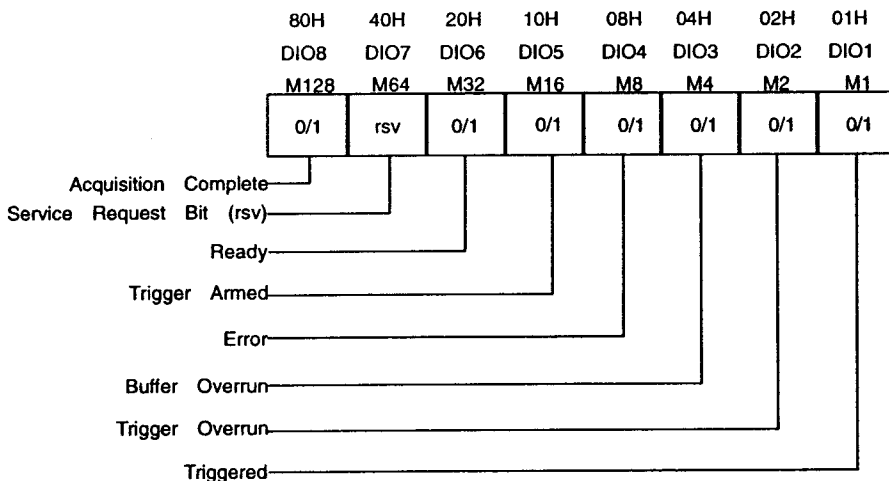 80H 40H 20H 10H 08H 04H 02H 01H
DIO8 DIO7 DIO6 DIO5 DIO4 DIO3 DIO2 DIO1
M128 M64 M32 M16 M8 M4 M2 M1
0/1 rsv 0/1 0/1 0/1 0/1 0/1 0/1
Acquisition Complete
Service Request Bit (rsv)
Ready
Trigger Armed
Error
Buffer Overrun
Trigger Overrun
Triggered